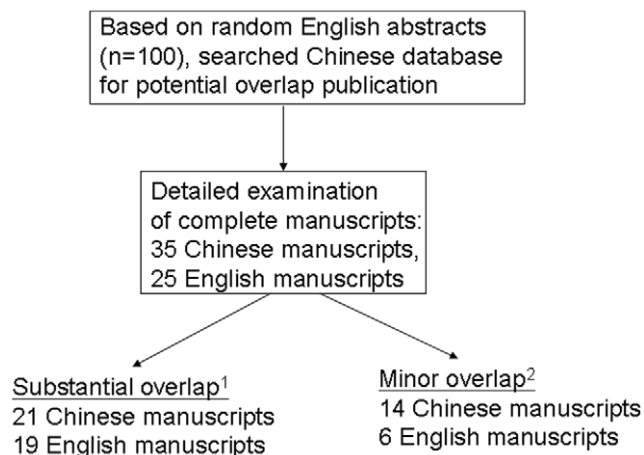 Based on random English abstracts
(n=100), searched Chinese database
for potential overlap publication
Detailed examination
of complete manuscripts:
35 Chinese manuscripts,
25 English manuscripts
Substantial overlap¹
21 Chinese manuscripts
19 English manuscripts
Minor overlap²
14 Chinese manuscripts
6 English manuscripts